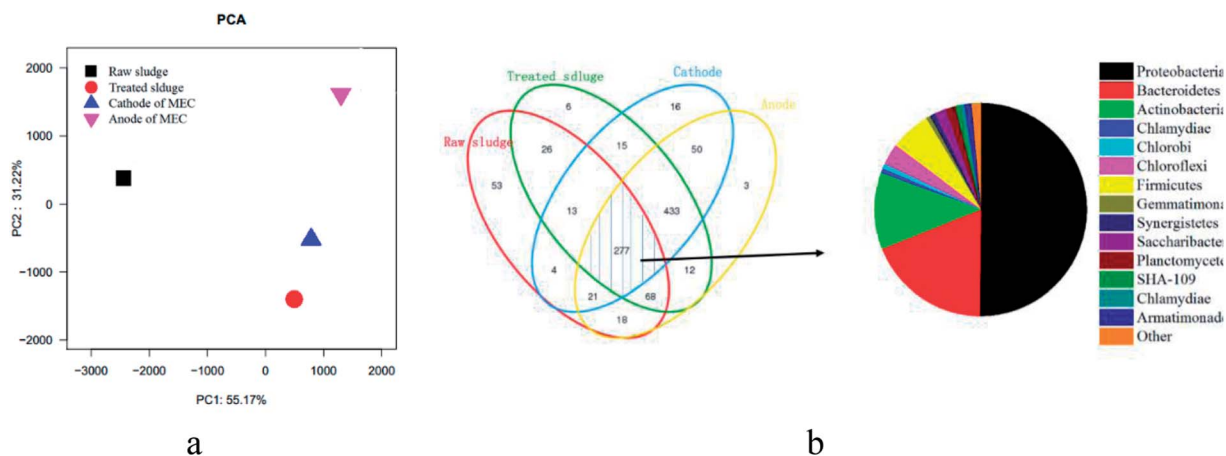 PCA
Raw sludge
Treated slduge
Cathode of MEC
Anode of MEC
2000
1000
0
−1000
−2000
PC2 : 31.22%
−3000 −2000 −1000 0 1000 2000
PC1: 55.17%
a
Treated sdluge
Cathode
Raw sludge
Anode
6
16
26
15
50
53
3
13
433
277
4
12
21
68
18
Proteobacteria
Bacteroidetes
Actinobacteria
Chlamydiae
Chlorobi
Chloroflexi
Firmicutes
Gemmatimona
Synergistetes
Saccharibacte
Planctomycete
SHA-109
Chlamydiae
Armatimonade
Other
b